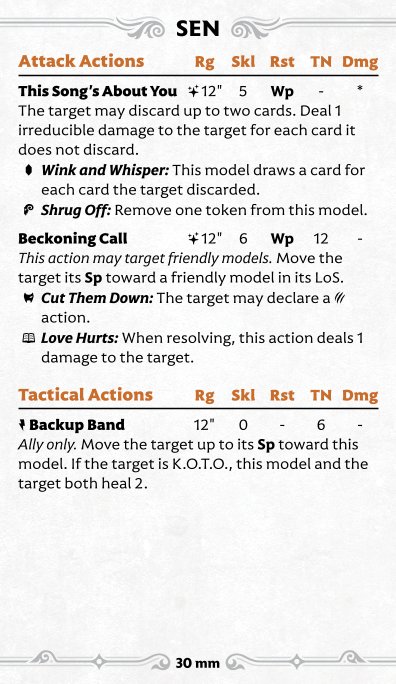 SEN
Attack Actions Rg Skl Rst TN Dmg
This Song's About You 12" 5 Wp - *
The target may discard up to two cards. Deal 1
irreducible damage to the target for each card it
does not discard.
Wink and Whisper: This model draws a card for
each card the target discarded.
Shrug Off: Remove one token from this model.
Beckoning Call 12" 6 Wp 12 -
This action may target friendly models. Move the
target its Sp toward a friendly model in its LoS.
Cut Them Down: The target may declare a
action.
Love Hurts: When resolving, this action deals 1
damage to the target.
Tactical Actions Rg Skl Rst TN Dmg
Backup Band 12" 0 - 6 -
Ally only. Move the target up to its Sp toward this
model. If the target is K.O.T.O., this model and the
target both heal 2.
30 mm